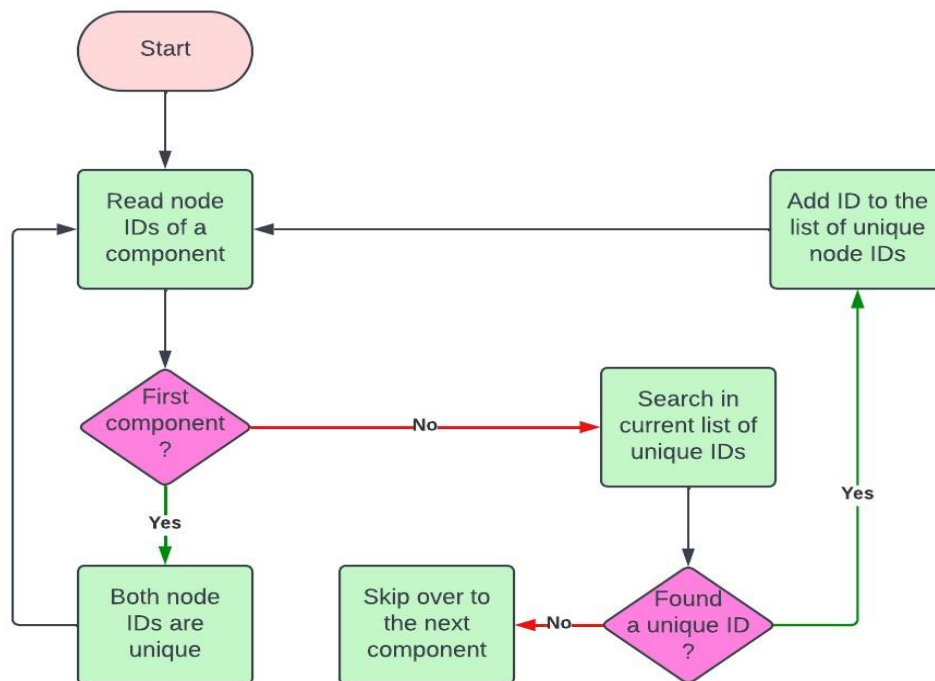 Start
Read node
IDs of a
component
Add ID to the
list of unique
node IDs
First
component
?
No
Search in
current list of
unique IDs
Yes
Yes
Both node
IDs are
unique
Skip over to
the next
component
No
Found
a unique ID
?